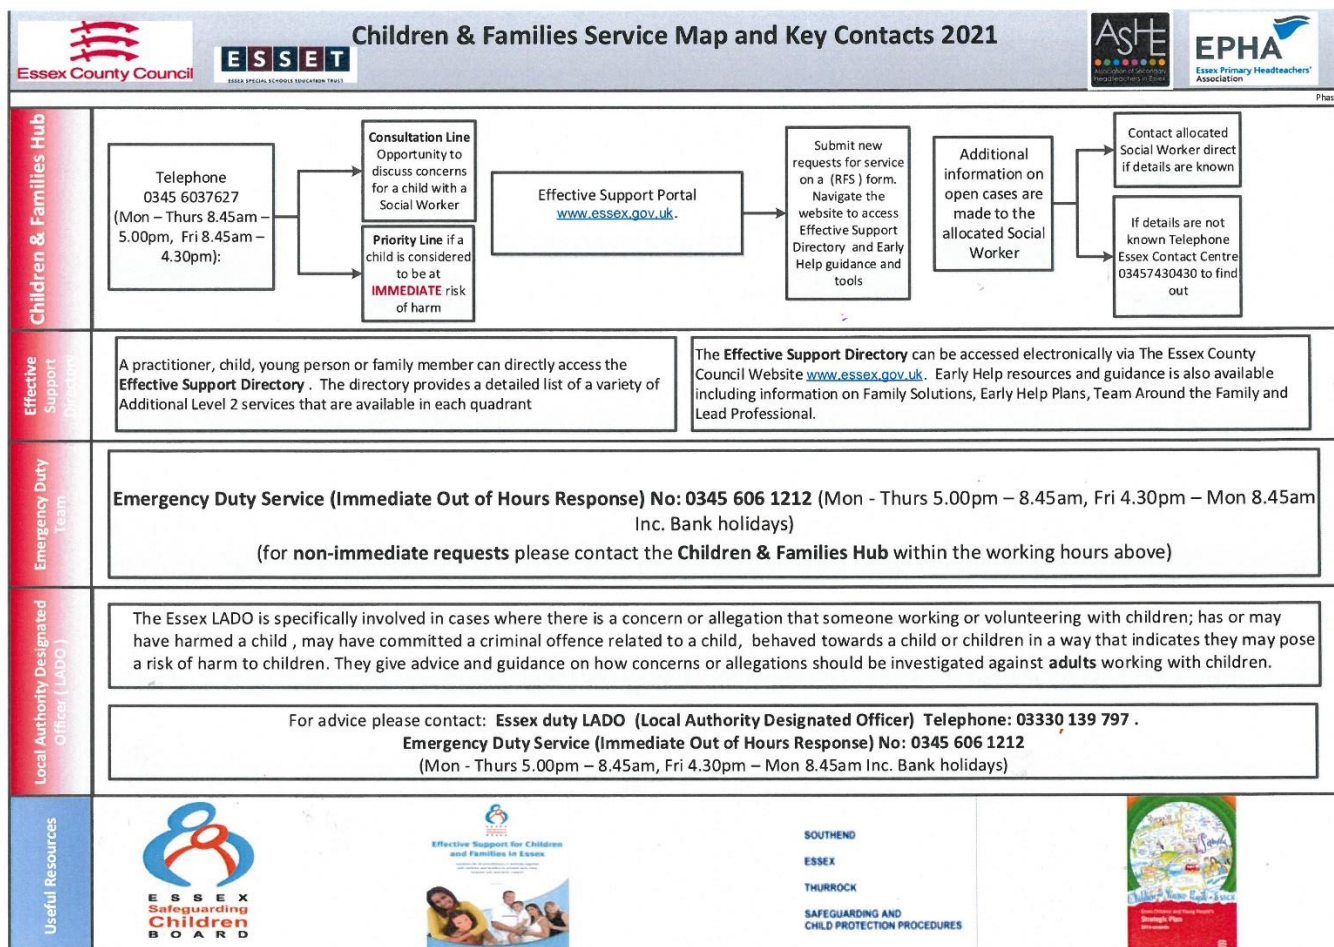 Children & Families Service Map and Key Contacts 2021
Essex County Council
ESSET
ESSEX SPECIAL SCHOOLS EDUCATION TRUST
ASHE
Association of Secondary
Headteachers in Essex
EPHA
Essex Primary Headteachers'
Association
Phas
Children & Families Hub
Telephone
0345 6037627
(Mon – Thurs 8.45am –
5.00pm, Fri 8.45am –
4.30pm):
Consultation Line
Opportunity to
discuss concerns
for a child with a
Social Worker
Priority Line if a
child is considered
to be at
IMMEDIATE risk
of harm
Effective Support Portal
www.essex.gov.uk.
Submit new
requests for service
on a (RFS ) form.
Navigate the
website to access
Effective Support
Directory and Early
Help guidance and
tools
Additional
information on
open cases are
made to the
allocated Social
Worker
Contact allocated
Social Worker direct
if details are known
If details are not
known Telephone
Essex Contact Centre
03457430430 to find
out
Effective
Support
Directory
A practitioner, child, young person or family member can directly access the
Effective Support Directory . The directory provides a detailed list of a variety of
Additional Level 2 services that are available in each quadrant
The Effective Support Directory can be accessed electronically via The Essex County
Council Website www.essex.gov.uk. Early Help resources and guidance is also available
including information on Family Solutions, Early Help Plans, Team Around the Family and
Lead Professional.
Emergency Duty
Team
Emergency Duty Service (Immediate Out of Hours Response) No: 0345 606 1212 (Mon - Thurs 5.00pm – 8.45am, Fri 4.30pm – Mon 8.45am
Inc. Bank holidays)
(for non-immediate requests please contact the Children & Families Hub within the working hours above)
Local Authority Designated
Officer ( LADO )
The Essex LADO is specifically involved in cases where there is a concern or allegation that someone working or volunteering with children; has or may
have harmed a child , may have committed a criminal offence related to a child, behaved towards a child or children in a way that indicates they may pose
a risk of harm to children. They give advice and guidance on how concerns or allegations should be investigated against adults working with children.
For advice please contact: Essex duty LADO (Local Authority Designated Officer) Telephone: 03330 139 797 .
Emergency Duty Service (Immediate Out of Hours Response) No: 0345 606 1212
(Mon - Thurs 5.00pm – 8.45am, Fri 4.30pm – Mon 8.45am Inc. Bank holidays)
Useful Resources
ESSEX
Safeguarding
Children
BOARD
Effective Support for Children
and Families in Essex
SOUTHEND
ESSEX
THURROCK
SAFEGUARDING AND
CHILD PROTECTION PROCEDURES
Strategic Plan